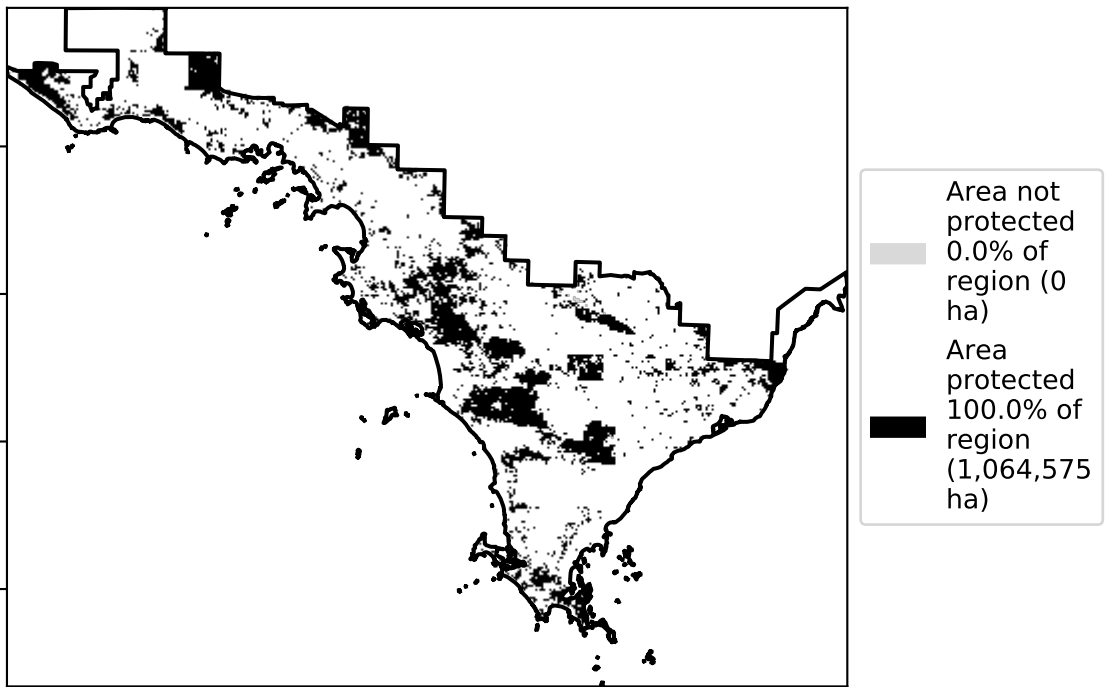 Area not
protected
0.0% of
region (0
ha)
Area
protected
100.0% of
region
(1,064,575
ha)